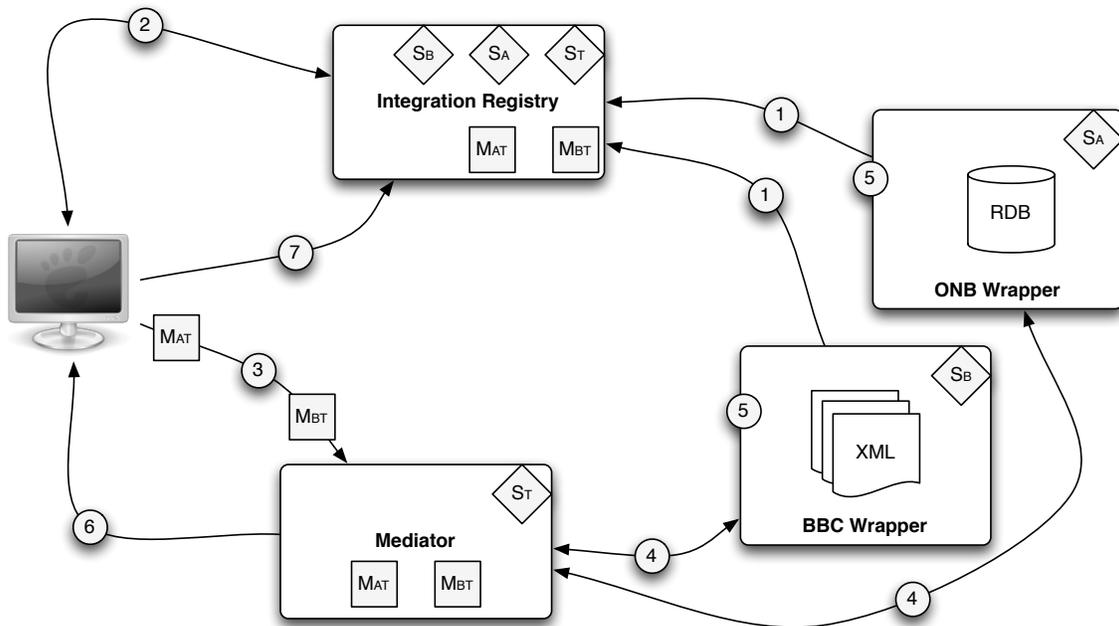 2
SB
SA
ST
Integration Registry
MAT
MBT
1
1
5
SA
RDB
ONB Wrapper
7
MAT
3
MBT
SB
5
XML
BBC Wrapper
ST
Mediator
MAT
MBT
6
4
4